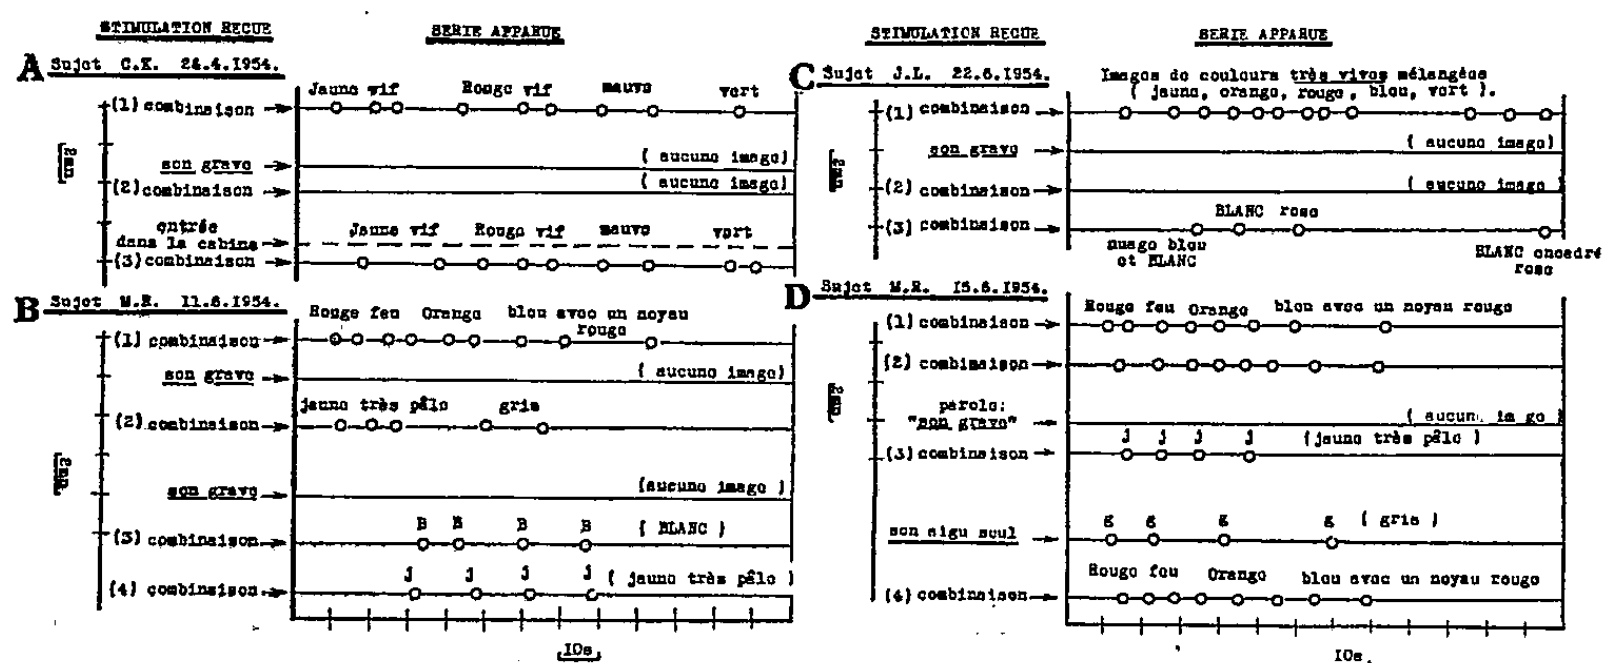 STIMULATION RECUE
SERIE APPARUE
A Sujet C.K. 24.4.1954.
Jaune vif Rouge vif mauve vert
(1) combinaison
son grave
( aucune image)
(2) combinaison
( aucune image)
entrée
dans la cabine
Jaune vif Rouge vif mauve vert
(3) combinaison
2mn
B Sujet M.R. 11.6.1954.
Rouge feu Orange bleu avec un noyau
rouge
(1) combinaison
son grave
( aucune image)
jaune très pâle gris
(2) combinaison
2mn
son grave
(aucune image )
B B B B ( BLANC )
(3) combinaison
j j j j ( jaune très pâle )
(4) combinaison
10s
STIMULATION RECUE
SERIE APPARUE
C Sujet J.L. 22.6.1954.
Images de couleurs très vives mélangées
( jaune, orange, rouge, bleu, vert ).
(1) combinaison
son grave
( aucune image)
2mn
(2) combinaison
( aucune image )
BLANC rose
(3) combinaison
nuage bleu
et BLANC
BLANC encadré
rose
D Sujet M.R. 15.6.1954.
Rouge feu Orange bleu avec un noyau rouge
(1) combinaison
(2) combinaison
2mn
parole:
"son grave"
( aucun, im ge )
j j j j (jaune très pâle )
(3) combinaison
g g g g ( gris )
son aigu seul
Rouge feu Orange bleu avec un noyau rouge
(4) combinaison
10s.